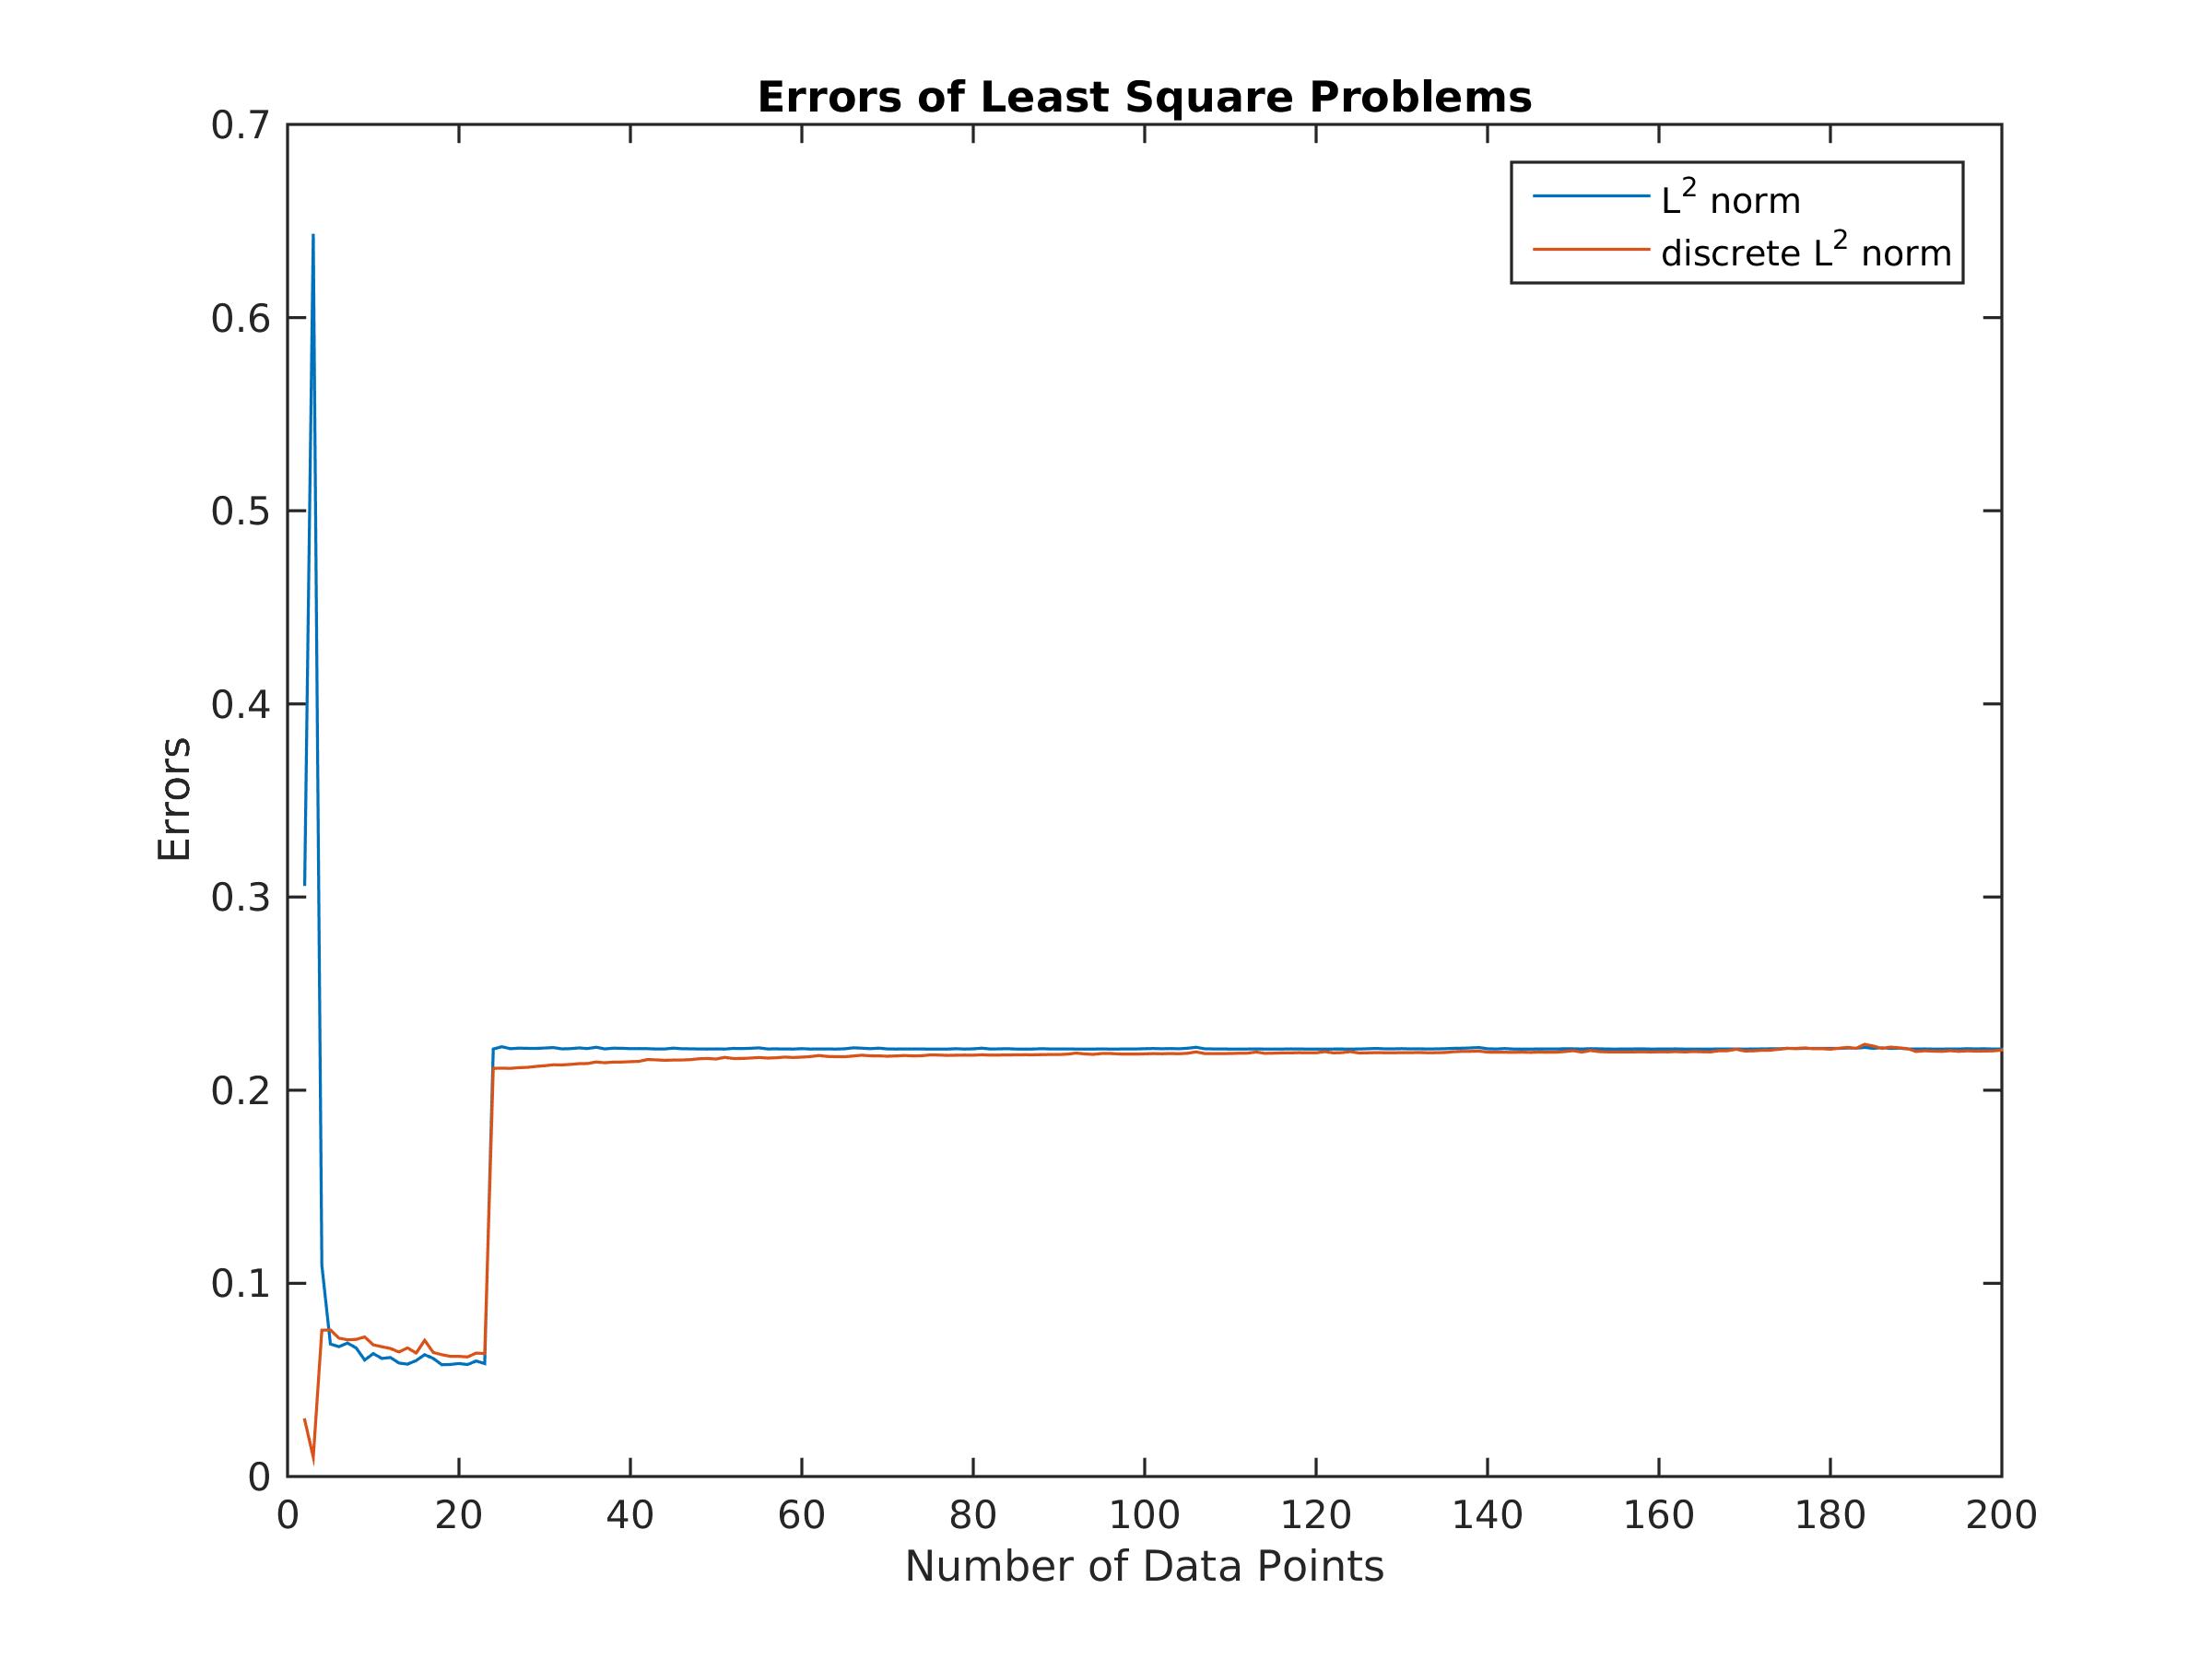 Errors of Least Square Problems
L² norm
discrete L² norm
0.7
0.6
0.5
0.4
0.3
0.2
0.1
0
Errors
0 20 40 60 80 100 120 140 160 180 200
Number of Data Points